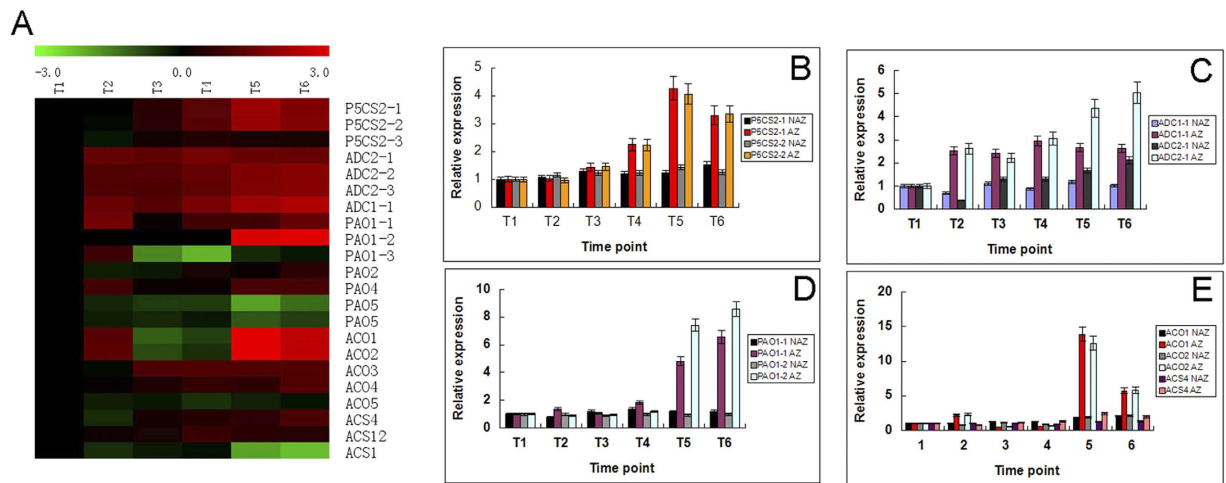 A
-3.0 0.0 3.0
T1 T2 T3 T4 T5 T6
P5CS2-1
P5CS2-2
P5CS2-3
ADC2-1
ADC2-2
ADC2-3
ADC1-1
PAO1-1
PAO1-2
PAO1-3
PAO2
PAO4
PAO5
PAO5
ACO1
ACO2
ACO3
ACO4
ACO5
ACS4
ACS12
ACS1
B
Relative expression
5
4
3
2
1
0
T1 T2 T3 T4 T5 T6
Time point
P5CS2-1 NAZ
P5CS2-1 AZ
P5CS2-2 NAZ
P5CS2-2 AZ
C
Relative expression
6
5
4
3
2
1
0
T1 T2 T3 T4 T5 T6
Time point
ADC1-1 NAZ
ADC1-1 AZ
ADC2-1 NAZ
ADC2-1 AZ
D
Relative expression
10
8
6
4
2
0
T1 T2 T3 T4 T5 T6
Time point
PAO1-1 NAZ
PAO1-1 AZ
PAO1-2 NAZ
PAO1-2 AZ
E
Relative expression
20
15
10
5
0
1 2 3 4 5 6
Time point
ACO1 NAZ
ACO1 AZ
ACO2 NAZ
ACO2 AZ
ACS4 NAZ
ACS4 AZ